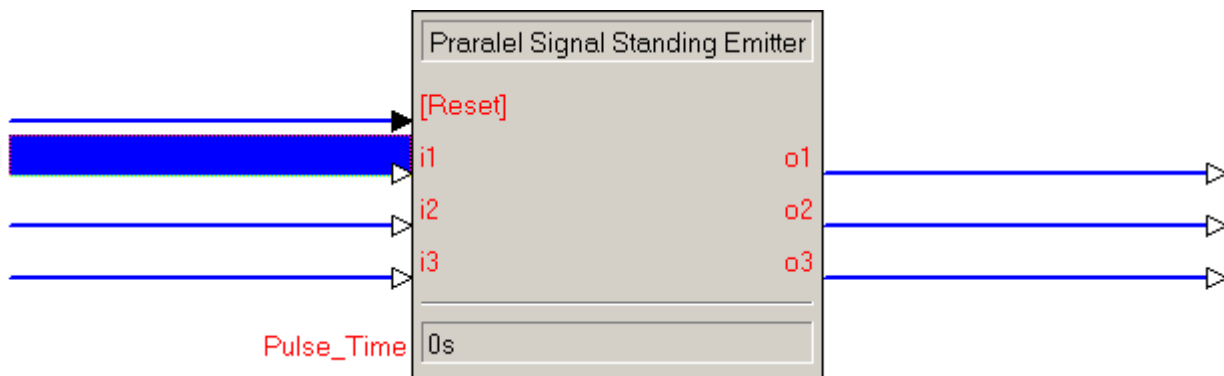 Praralel Signal Standing Emitter
[Reset]
i1 o1
i2 o2
i3 o3
Pulse_Time 0s